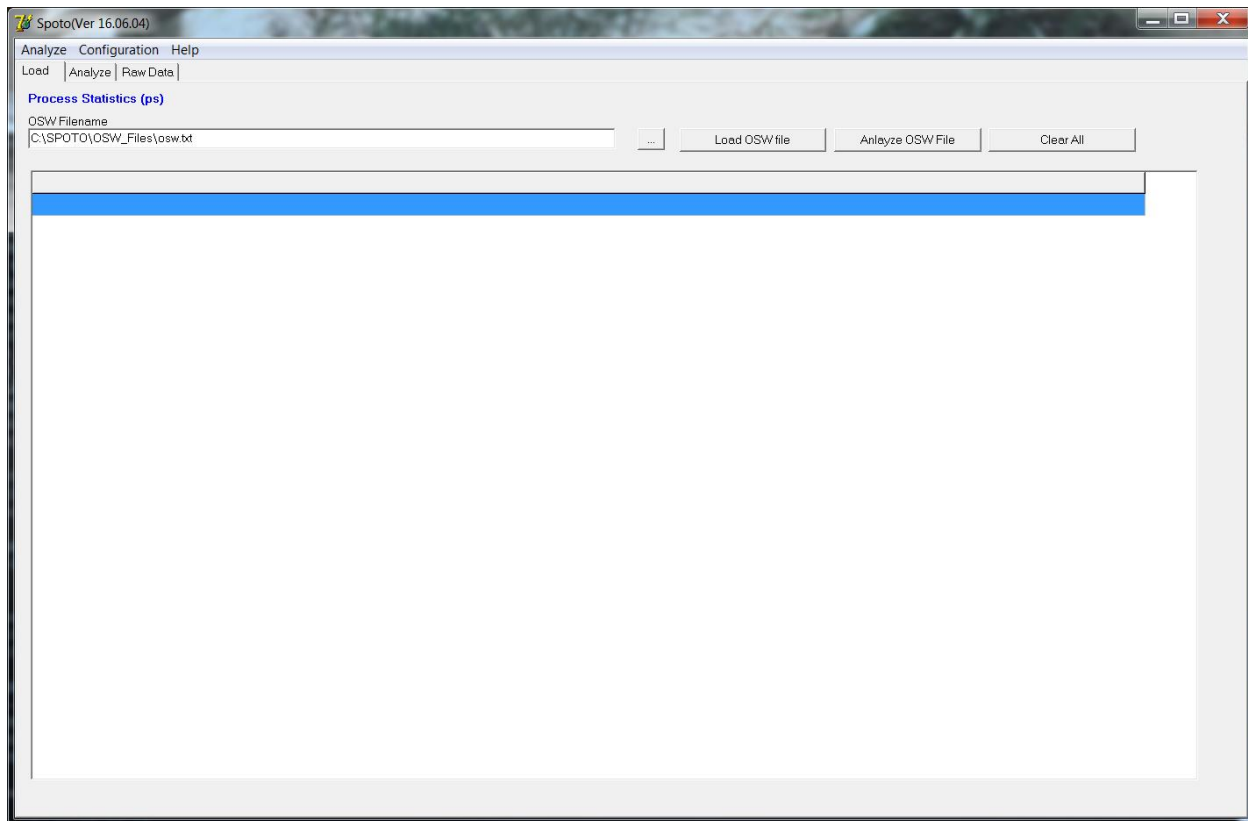 Spoto(Ver 16.06.04)
Analyze Configuration Help
Load Analyze Raw Data
Process Statistics (ps)
OSW Filename
C:\SPOTO\OSW_Files\osw.txt ... Load OSW file Anlayze OSW File Clear All